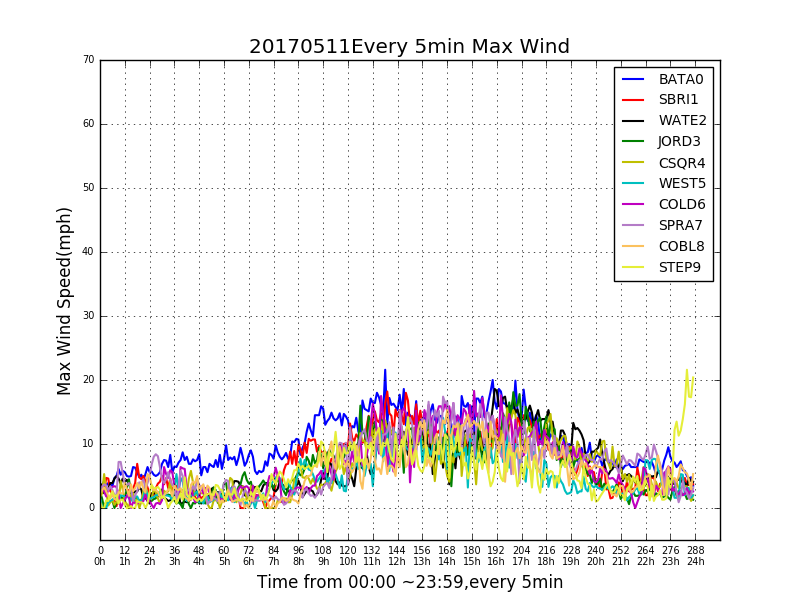 20170511Every 5min Max Wind
70
60
50
40
30
20
10
0
Max Wind Speed(mph)
BATA0
SBRI1
WATE2
JORD3
CSQR4
WEST5
COLD6
SPRA7
COBL8
STEP9
0 12 24 36 48 60 72 84 96 108 120 132 144 156 168 180 192 204 216 228 240 252 264 276 288
0h 1h 2h 3h 4h 5h 6h 7h 8h 9h 10h 11h 12h 13h 14h 15h 16h 17h 18h 19h 20h 21h 22h 23h 24h
Time from 00:00 ~23:59,every 5min